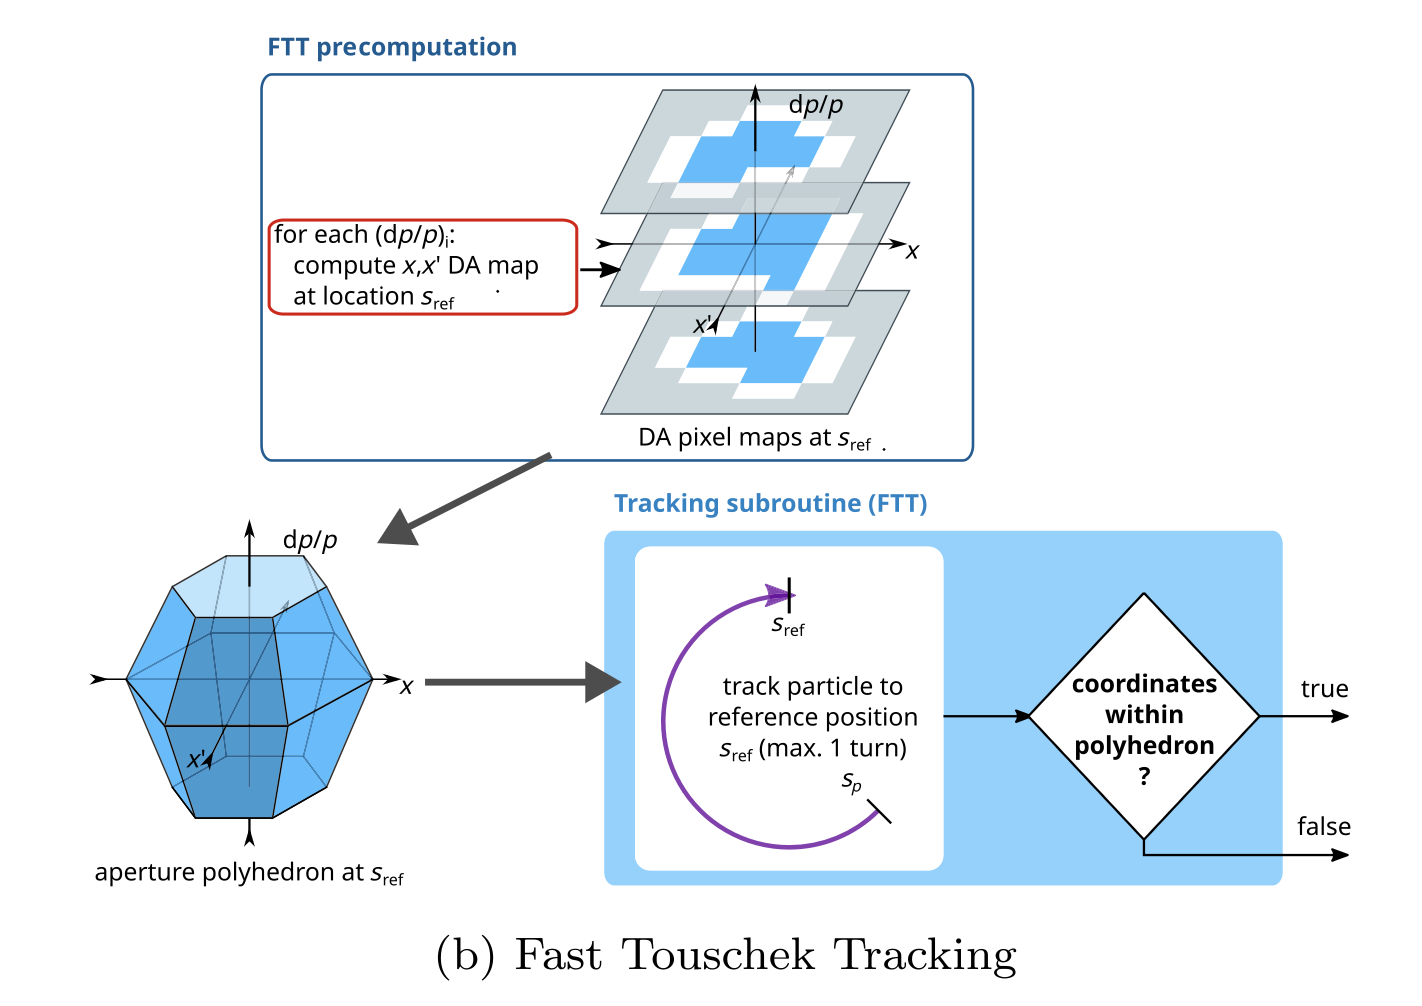 FTT precomputation
dp/p
for each (dp/p)i:
compute x,x' DA map
at location sref
.
x
x'
DA pixel maps at sref .
Tracking subroutine (FTT)
dp/p
x
x'
aperture polyhedron at sref
sref
track particle to
reference position
sref (max. 1 turn)
sp
coordinates
within
polyhedron
?
true
false
(b) Fast Touschek Tracking